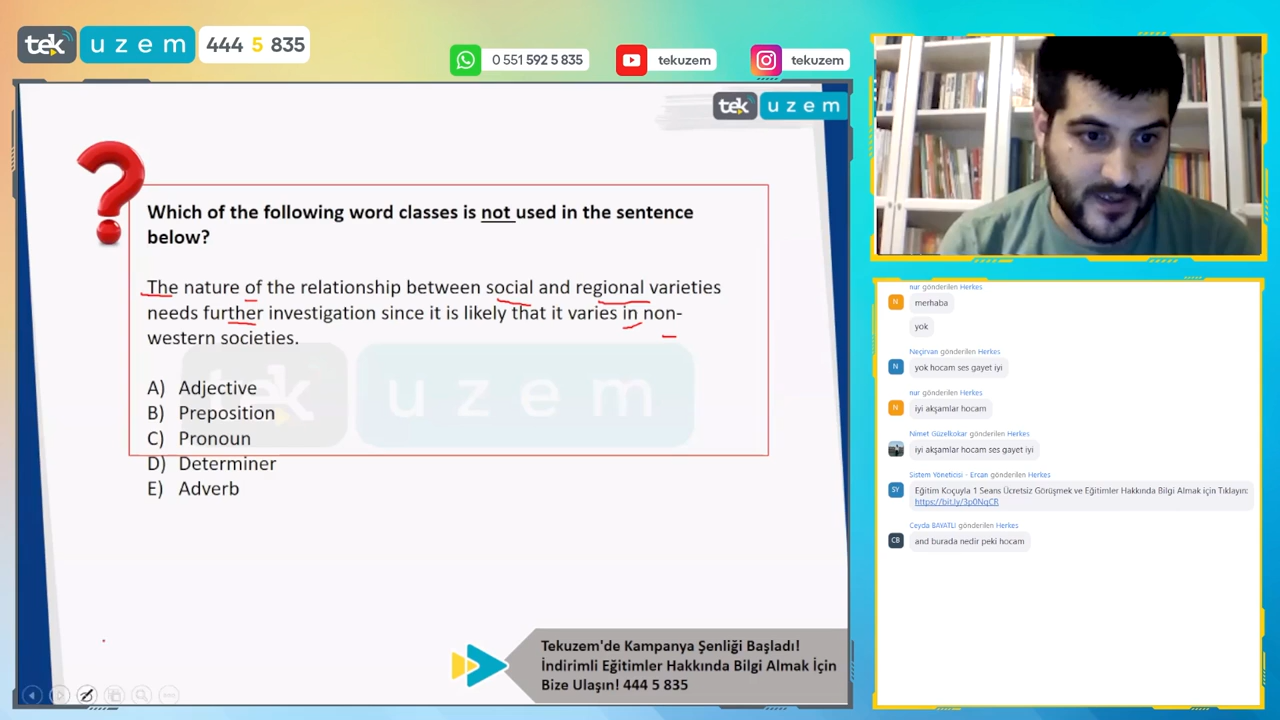 tek uzem 444 5 835
0 551 592 5 835
tekuzem
tekuzem
tek uzem
Which of the following word classes is not used in the sentence
below?
The nature of the relationship between social and regional varieties
needs further investigation since it is likely that it varies in non-
western societies.
A) Adjective
B) Preposition
C) Pronoun
D) Determiner
E) Adverb
uzem
Tekuzem'de Kampanya Şenliği Başladı!
İndirimli Eğitimler Hakkında Bilgi Almak İçin
Bize Ulaşın! 444 5 835
nur gönderilen Herkes
N
merhaba
yok
Neçirvan gönderilen Herkes
N
yok hocam ses gayet iyi
nur gönderilen Herkes
N
iyi akşamlar hocam
Nimet Güzelkokar gönderilen Herkes
iyi akşamlar hocam ses gayet iyi
Sistem Yöneticisi - Ercan gönderilen Herkes
SY
Eğitim Koçuyla 1 Seans Ücretsiz Görüşmek ve Eğitimler Hakkında Bilgi Almak için Tıklayın:
https://bit.ly/3p0NqCR
Ceyda BAYATLI gönderilen Herkes
CB
and burada nedir peki hocam